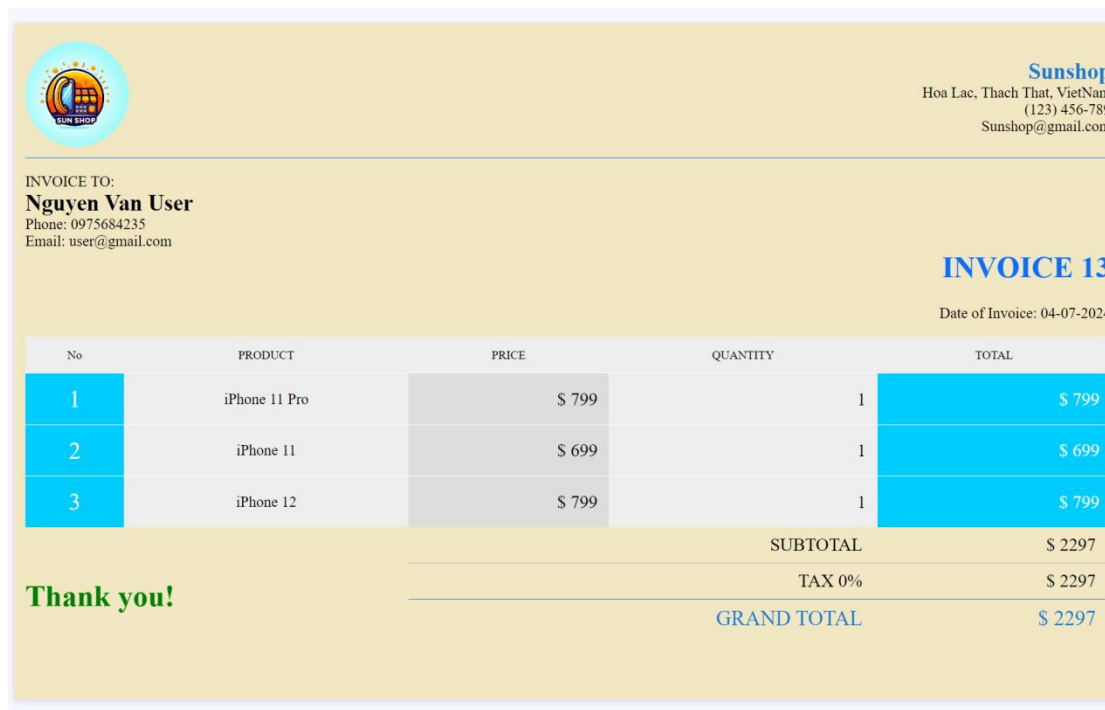 SUN SHOP
Sunshop
Hoa Lac, Thach That, VietNam
(123) 456-789
Sunshop@gmail.com
INVOICE TO:
Nguyen Van User
Phone: 0975684235
Email: user@gmail.com
INVOICE 13
Date of Invoice: 04-07-2024
No PRODUCT PRICE QUANTITY TOTAL
1 iPhone 11 Pro $ 799 1 $ 799
2 iPhone 11 $ 699 1 $ 699
3 iPhone 12 $ 799 1 $ 799
SUBTOTAL $ 2297
TAX 0% $ 2297
GRAND TOTAL $ 2297
Thank you!